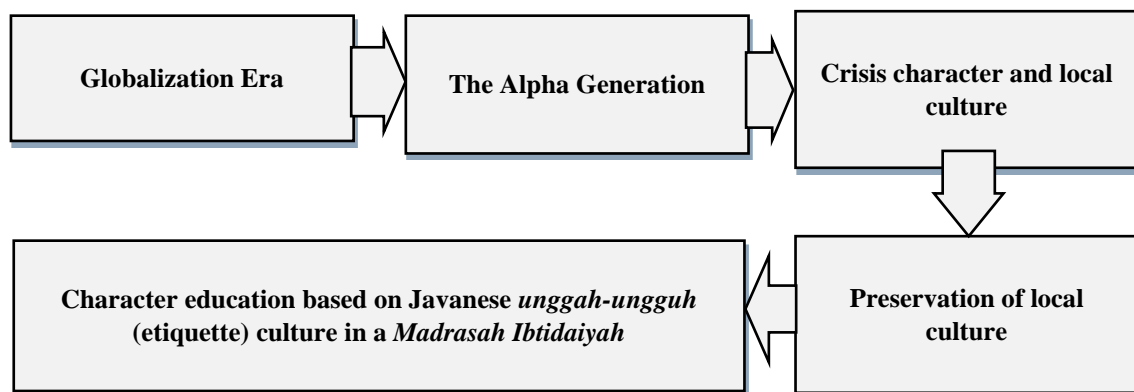 Globalization Era
The Alpha Generation
Crisis character and local
culture
Preservation of local
culture
Character education based on Javanese unggah-ungguh
(etiquette) culture in a Madrasah Ibtidaiyah